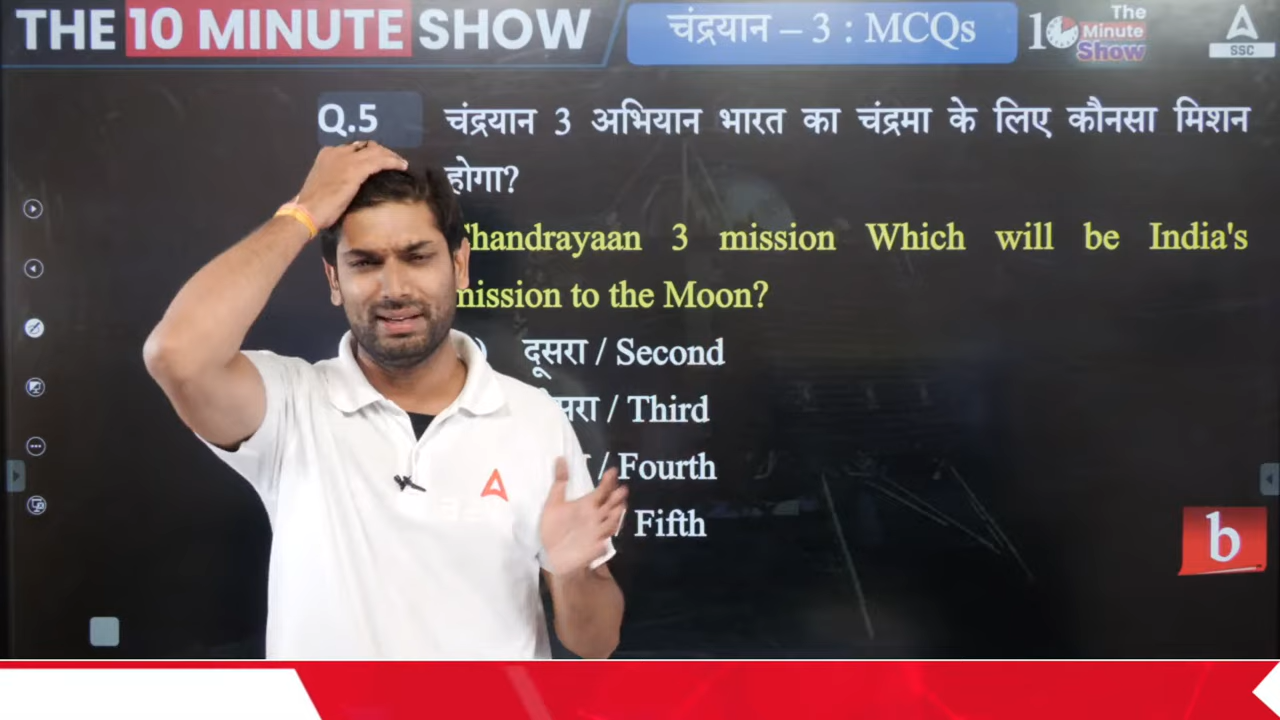 THE 10 MINUTE SHOW
चंद्रयान – 3 : MCQs
10 The Minute Show
SSC
Q.5
चंद्रयान 3 अभियान भारत का चंद्रमा के लिए कौनसा मिशन
होगा?
3 mission Which will be India's
to the Moon?
दूसरा / Second
/ Third
/ Fourth
/ Fifth
b